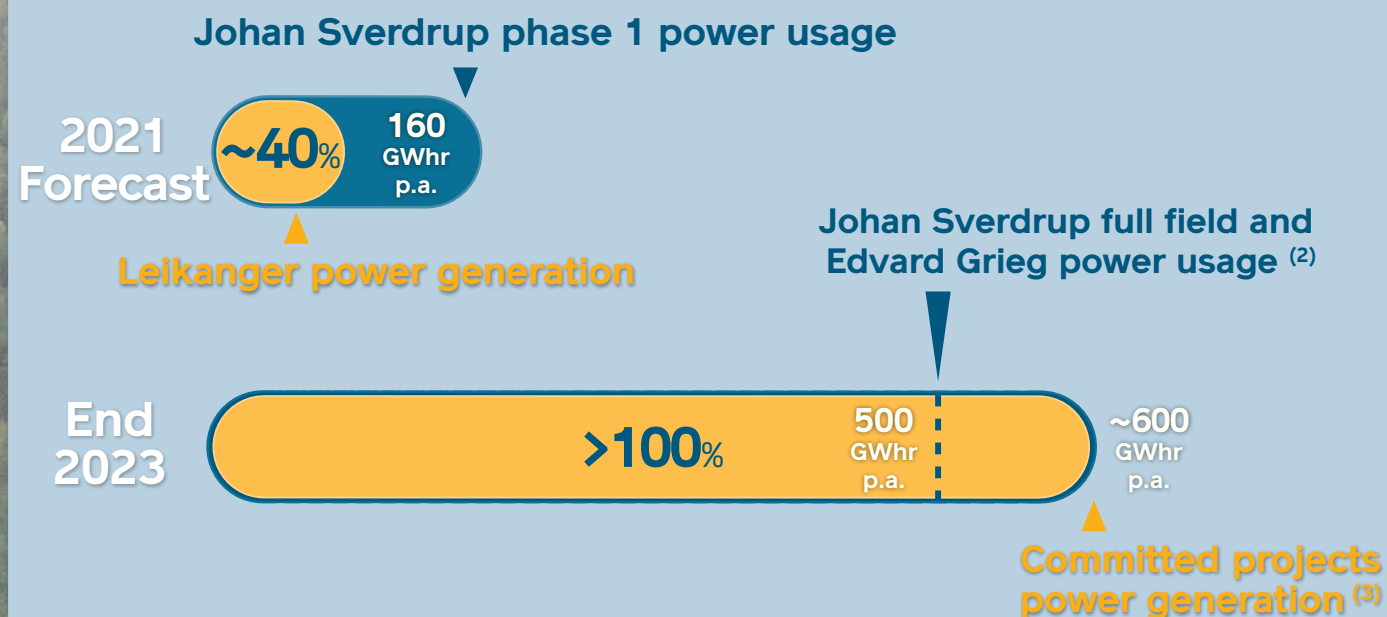 Johan Sverdrup phase 1 power usage
2021
Forecast
~40%
160
GWhr
p.a.
Leikanger power generation
Johan Sverdrup full field and
Edvard Grieg power usage (2)
End
2023
>100%
500
GWhr
p.a.
~600
GWhr
p.a.
Committed projects
power generation (3)